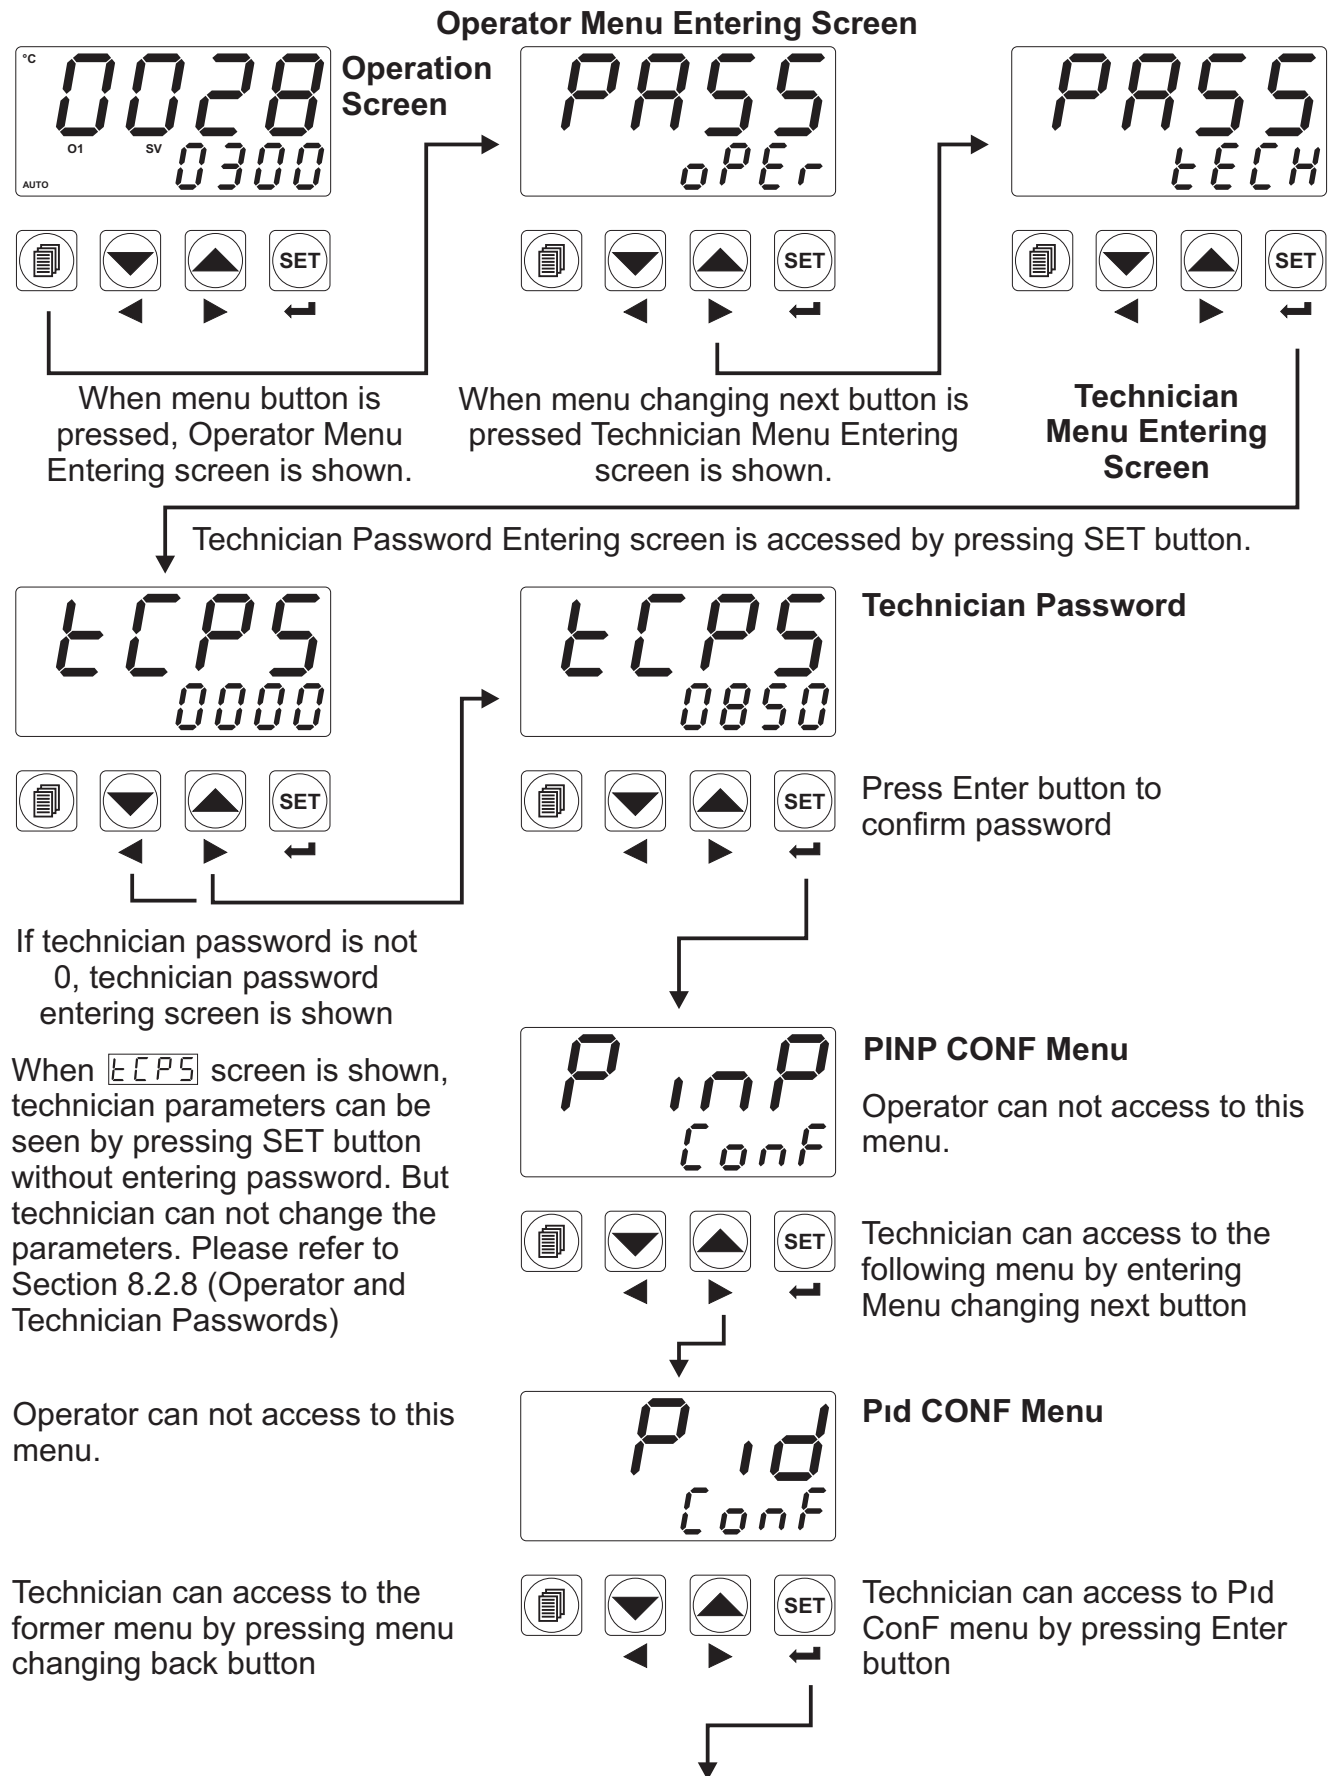 Operator Menu Entering Screen
°C
0028
O1
SV
0300
AUTO
Operation
Screen
PASS
oPEr
PASS
tECH
SET
SET
SET
When menu button is
pressed, Operator Menu
Entering screen is shown.
When menu changing next button is
pressed Technician Menu Entering
screen is shown.
Technician
Menu Entering
Screen
Technician Password Entering screen is accessed by pressing SET button.
tCPS
0000
tCPS
0850
Technician Password
SET
SET
Press Enter button to
confirm password
If technician password is not
0, technician password
entering screen is shown
When tCPS screen is shown,
technician parameters can be
seen by pressing SET button
without entering password. But
technician can not change the
parameters. Please refer to
Section 8.2.8 (Operator and
Technician Passwords)
PınP
ConF
PINP CONF Menu
Operator can not access to this
menu.
SET
Technician can access to the
following menu by entering
Menu changing next button
Operator can not access to this
menu.
Pıd
ConF
Pıd CONF Menu
Technician can access to the
former menu by pressing menu
changing back button
SET
Technician can access to Pıd
ConF menu by pressing Enter
button